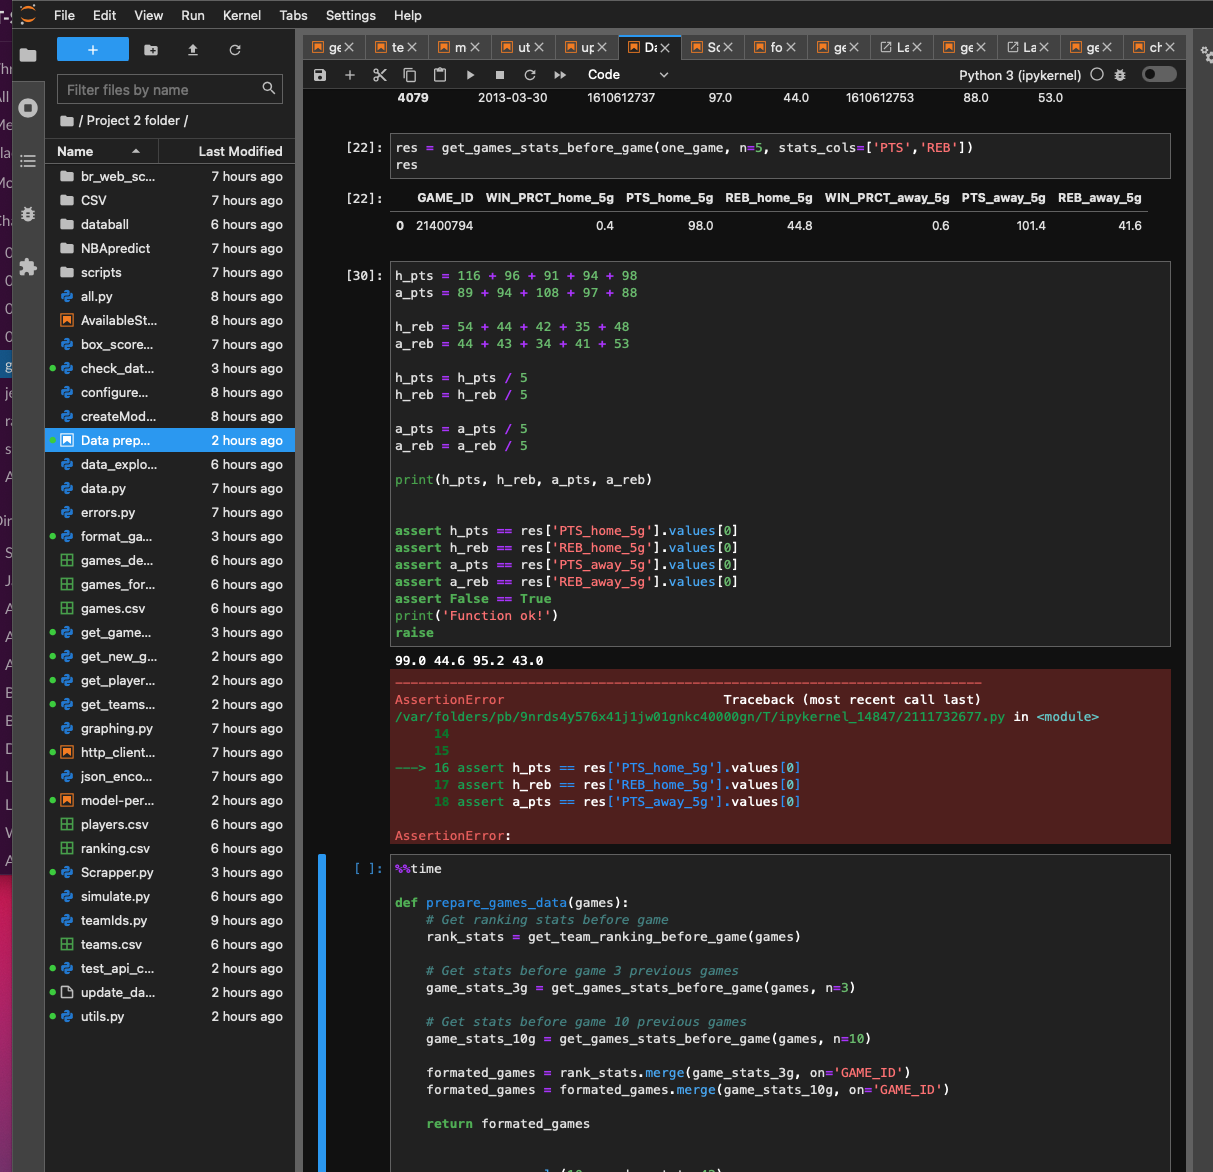 File Edit View Run Kernel Tabs Settings Help
+
Filter files by name
/ Project 2 folder /
Name Last Modified
br_web_sc... 7 hours ago
CSV 7 hours ago
databall 6 hours ago
NBApredict 7 hours ago
scripts 7 hours ago
all.py 8 hours ago
AvailableSt... 8 hours ago
box_score... 7 hours ago
check_dat... 3 hours ago
configure... 8 hours ago
createMod... 8 hours ago
Data prep... 2 hours ago
data_explo... 6 hours ago
data.py 7 hours ago
errors.py 7 hours ago
format_ga... 3 hours ago
games_de... 6 hours ago
games_for... 6 hours ago
games.csv 6 hours ago
get_game... 3 hours ago
get_new_g... 2 hours ago
get_player... 2 hours ago
get_teams... 2 hours ago
graphing.py 7 hours ago
http_client... 7 hours ago
json_enco... 7 hours ago
model-per... 2 hours ago
players.csv 6 hours ago
ranking.csv 6 hours ago
Scrapper.py 3 hours ago
simulate.py 6 hours ago
teamIds.py 9 hours ago
teams.csv 6 hours ago
test_api_c... 2 hours ago
update_da... 2 hours ago
utils.py 2 hours ago
ge te m ut up Da Sc fo ge La ge La ge ch
Code Python 3 (ipykernel)
4079 2013-03-30 1610612737 97.0 44.0 1610612753 88.0 53.0
[22]: res = get_games_stats_before_game(one_game, n=5, stats_cols=['PTS','REB'])
res
[22]: GAME_ID WIN_PRCT_home_5g PTS_home_5g REB_home_5g WIN_PRCT_away_5g PTS_away_5g REB_away_5g
0 21400794 0.4 98.0 44.8 0.6 101.4 41.6
[30]: h_pts = 116 + 96 + 91 + 94 + 98
a_pts = 89 + 94 + 108 + 97 + 88
h_reb = 54 + 44 + 42 + 35 + 48
a_reb = 44 + 43 + 34 + 41 + 53
h_pts = h_pts / 5
h_reb = h_reb / 5
a_pts = a_pts / 5
a_reb = a_reb / 5
print(h_pts, h_reb, a_pts, a_reb)
assert h_pts == res['PTS_home_5g'].values[0]
assert h_reb == res['REB_home_5g'].values[0]
assert a_pts == res['PTS_away_5g'].values[0]
assert a_reb == res['REB_away_5g'].values[0]
assert False == True
print('Function ok!')
raise
99.0 44.6 95.2 43.0
---------------------------------------------------------------------------
AssertionError Traceback (most recent call last)
/var/folders/pb/9nrds4y576x41j1jw01gnkc40000gn/T/ipykernel_14847/2111732677.py in <module>
14
15
---> 16 assert h_pts == res['PTS_home_5g'].values[0]
17 assert h_reb == res['REB_home_5g'].values[0]
18 assert a_pts == res['PTS_away_5g'].values[0]
AssertionError:
[ ]: %%time
def prepare_games_data(games):
# Get ranking stats before game
rank_stats = get_team_ranking_before_game(games)
# Get stats before game 3 previous games
game_stats_3g = get_games_stats_before_game(games, n=3)
# Get stats before game 10 previous games
game_stats_10g = get_games_stats_before_game(games, n=10)
formated_games = rank_stats.merge(game_stats_3g, on='GAME_ID')
formated_games = formated_games.merge(game_stats_10g, on='GAME_ID')
return formated_games